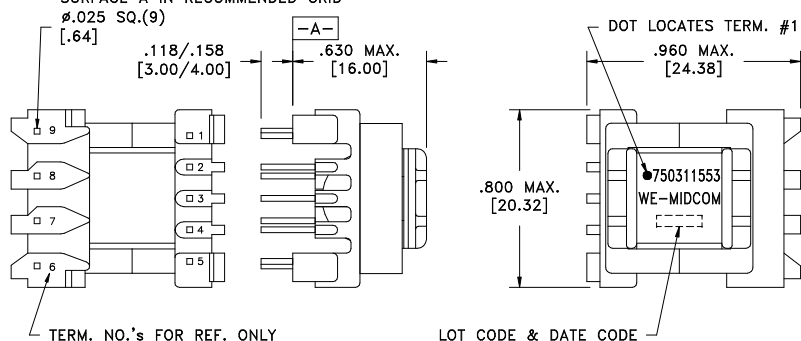 SURFACE A IN RECOMMENDED GRID
ø.025 SQ.(9)
[.64]
.118/.158
[3.00/4.00]
-A-
.630 MAX.
[16.00]
DOT LOCATES TERM. #1
.960 MAX.
[24.38]
9
1
8
2
7
3
4
6
5
.800 MAX.
[20.32]
750311553
WE-MIDCOM
TERM. NO.'s FOR REF. ONLY
LOT CODE & DATE CODE